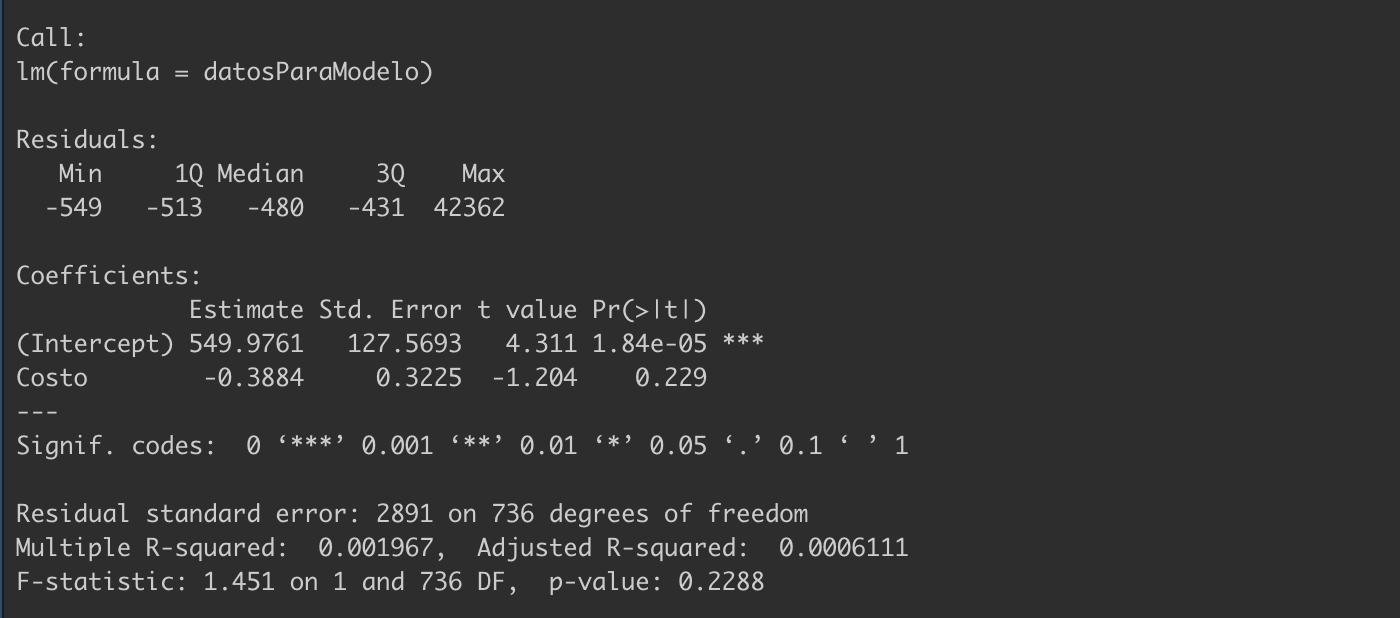 Call:
lm(formula = datosParaModelo)
Residuals:
Min 1Q Median 3Q Max
-549 -513 -480 -431 42362
Coefficients:
Estimate Std. Error t value Pr(>|t|)
(Intercept) 549.9761 127.5693 4.311 1.84e-05 ***
Costo -0.3884 0.3225 -1.204 0.229
---
Signif. codes: 0 ‘***’ 0.001 ‘**’ 0.01 ‘*’ 0.05 ‘.’ 0.1 ‘ ’ 1
Residual standard error: 2891 on 736 degrees of freedom
Multiple R-squared: 0.001967, Adjusted R-squared: 0.0006111
F-statistic: 1.451 on 1 and 736 DF, p-value: 0.2288